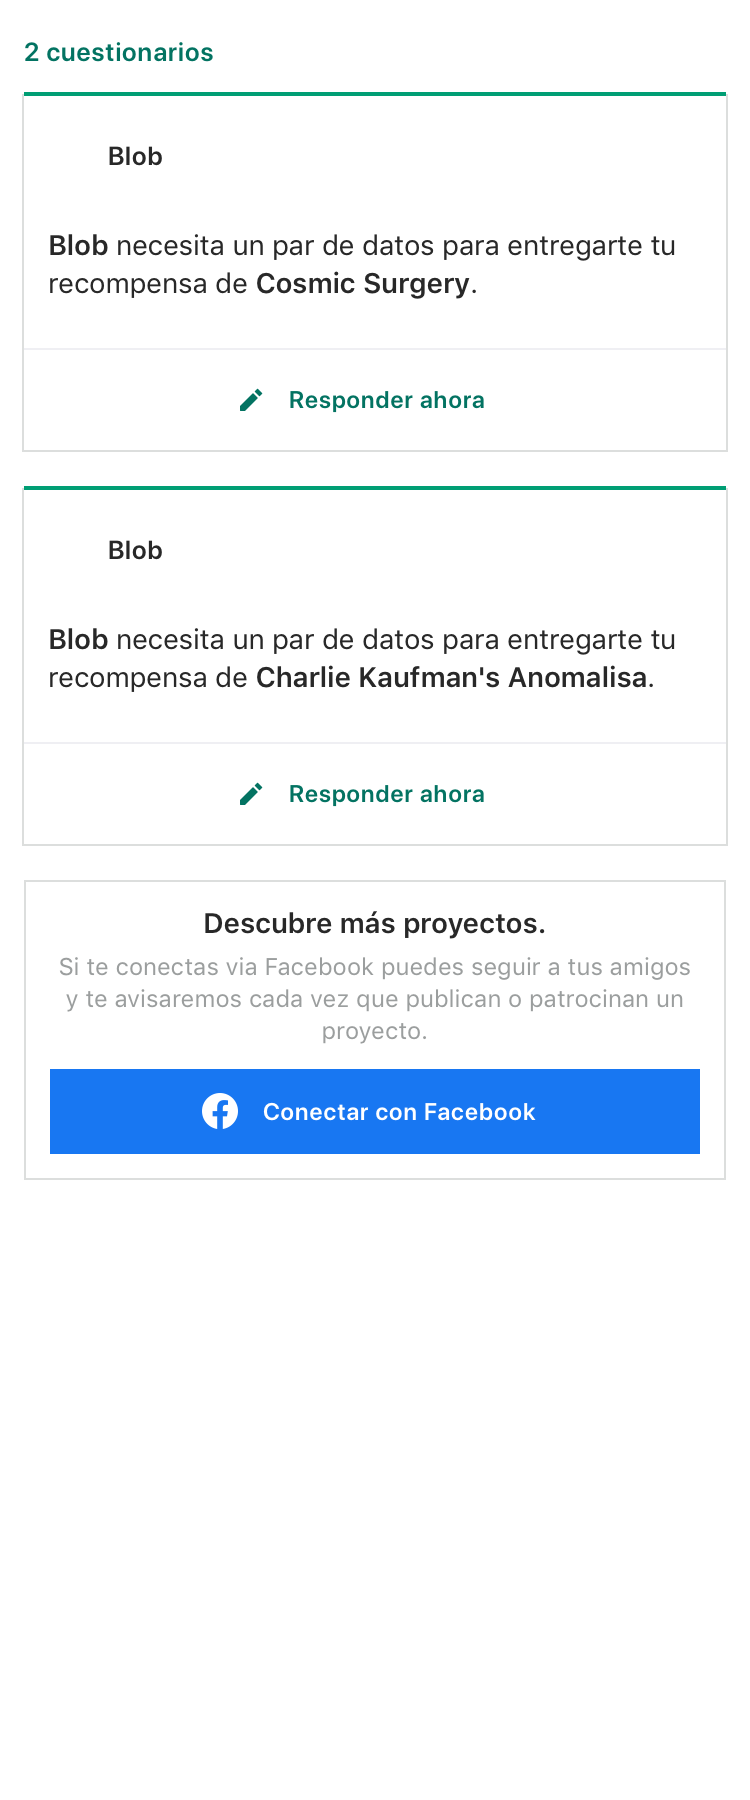 2 cuestionarios
Blob
Blob necesita un par de datos para entregarte tu
recompensa de Cosmic Surgery.
Responder ahora
Blob
Blob necesita un par de datos para entregarte tu
recompensa de Charlie Kaufman's Anomalisa.
Responder ahora
Descubre más proyectos.
Si te conectas via Facebook puedes seguir a tus amigos
y te avisaremos cada vez que publican o patrocinan un
proyecto.
Conectar con Facebook